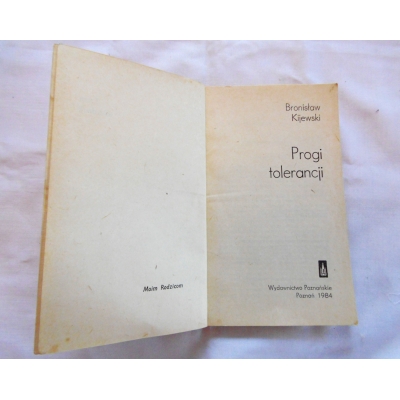 Moim Rodzicom
Bronisław
Kijewski
Progi
tolerancji
Wydawnictwo Poznańskie
Poznań 1984